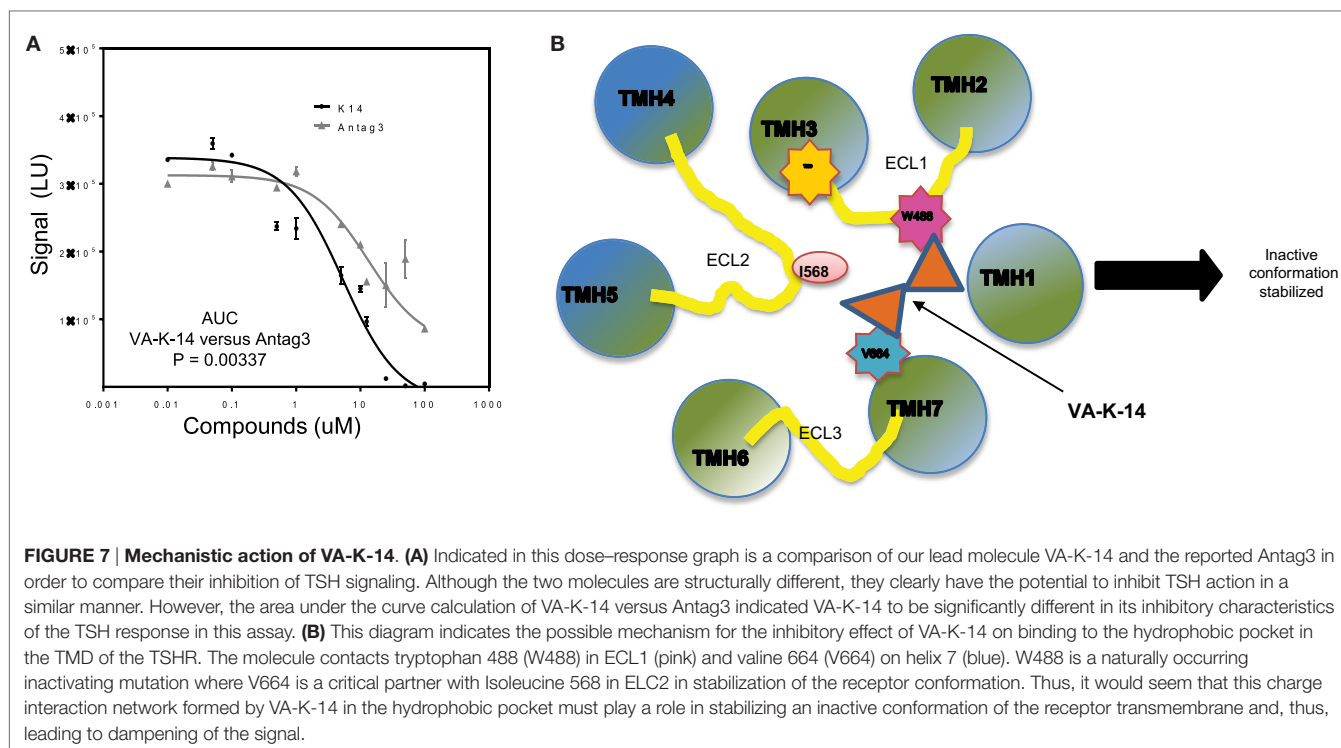 A
5✖10 5
4✖10 5
3✖10 5
2✖10 5
1✖10 5
Signal (LU)
K14
Antag3
AUC
VA-K-14 versus Antag3
P = 0.00337
0.001
0.01
0.1
1
10
100
1000
Compounds (uM)
B
TMH4
TMH3
TMH2
ECL1
W488
ECL2
I568
TMH5
TMH1
V664
TMH7
ECL3
TMH6
VA-K-14
Inactive
conformation
stabilized
FIGURE 7 | Mechanistic action of VA-K-14. (A) Indicated in this dose–response graph is a comparison of our lead molecule VA-K-14 and the reported Antag3 in
order to compare their inhibition of TSH signaling. Although the two molecules are structurally different, they clearly have the potential to inhibit TSH action in a
similar manner. However, the area under the curve calculation of VA-K-14 versus Antag3 indicated VA-K-14 to be significantly different in its inhibitory characteristics
of the TSH response in this assay. (B) This diagram indicates the possible mechanism for the inhibitory effect of VA-K-14 on binding to the hydrophobic pocket in
the TMD of the TSHR. The molecule contacts tryptophan 488 (W488) in ECL1 (pink) and valine 664 (V664) on helix 7 (blue). W488 is a naturally occurring
inactivating mutation where V664 is a critical partner with Isoleucine 568 in ELC2 in stabilization of the receptor conformation. Thus, it would seem that this charge
interaction network formed by VA-K-14 in the hydrophobic pocket must play a role in stabilizing an inactive conformation of the receptor transmembrane and, thus,
leading to dampening of the signal.